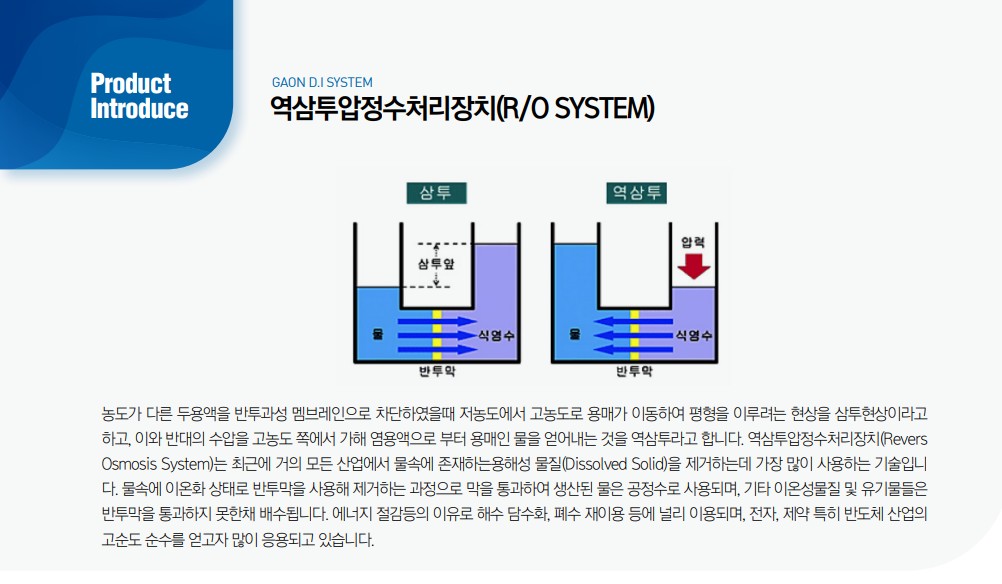 Product
Introduce
GAON D.I SYSTEM
역삼투압정수처리장치(R/O SYSTEM)
삼투
역삼투
삼투앞
압력
물
식염수
물
식염수
반투막
반투막
농도가 다른 두용액을 반투과성 멤브레인으로 차단하였을때 저농도에서 고농도로 용매가 이동하여 평형을 이루려는 현상을 삼투현상이라고
하고, 이와 반대의 수압을 고농도 쪽에서 가해 염용액으로 부터 용매인 물을 얻어내는 것을 역삼투라고 합니다. 역삼투압정수처리장치(Revers
Osmosis System)는 최근에 거의 모든 산업에서 물속에 존재하는용해성 물질(Dissolved Solid)을 제거하는데 가장 많이 사용하는 기술입니
다. 물속에 이온화 상태로 반투막을 사용해 제거하는 과정으로 막을 통과하여 생산된 물은 공정수로 사용되며, 기타 이온성물질 및 유기물들은
반투막을 통과하지 못한채 배수됩니다. 에너지 절감등의 이유로 해수 담수화, 폐수 재이용 등에 널리 이용되며, 전자, 제약 특히 반도체 산업의
고순도 순수를 얻고자 많이 응용되고 있습니다.